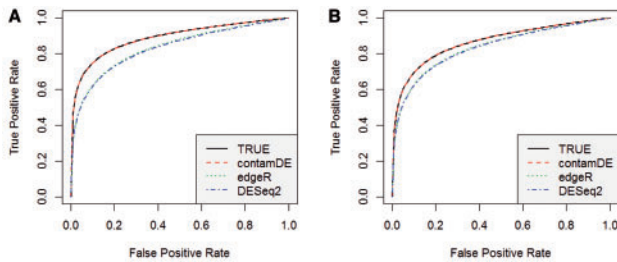 A
True Positive Rate
1.0
0.8
0.6
0.4
0.2
0.0
TRUE
contamDE
edgeR
DESeq2
0.0 0.2 0.4 0.6 0.8 1.0
False Positive Rate
B
True Positive Rate
1.0
0.8
0.6
0.4
0.2
0.0
TRUE
contamDE
edgeR
DESeq2
0.0 0.2 0.4 0.6 0.8 1.0
False Positive Rate